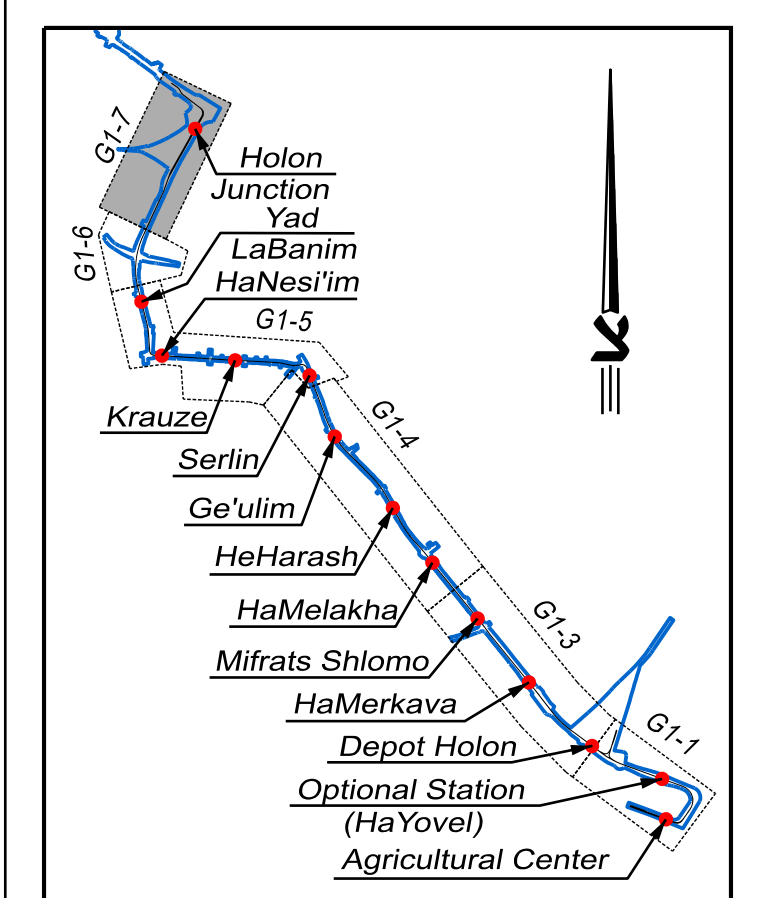 G1-7
Holon
Junction
Yad
LaBanim
G1-6
HaNesi'im
G1-5
Krauze
G1-4
Serlin
Ge'ulim
HeHarash
HaMelakha
G1-3
Mifrats Shlomo
HaMerkava
G1-1
Depot Holon
Optional Station
(HaYovel)
Agricultural Center